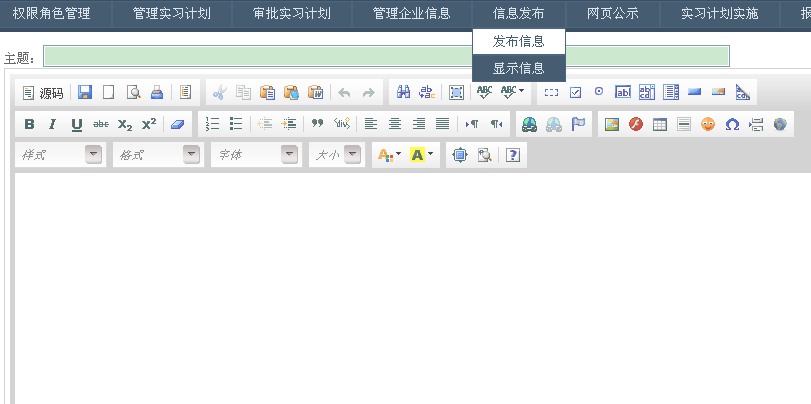 权限角色管理 管理实习计划 审批实习计划 管理企业信息 信息发布 网页公示 实习计划实施
发布信息
主题:
显示信息
源码
样式 格式 字体 大小